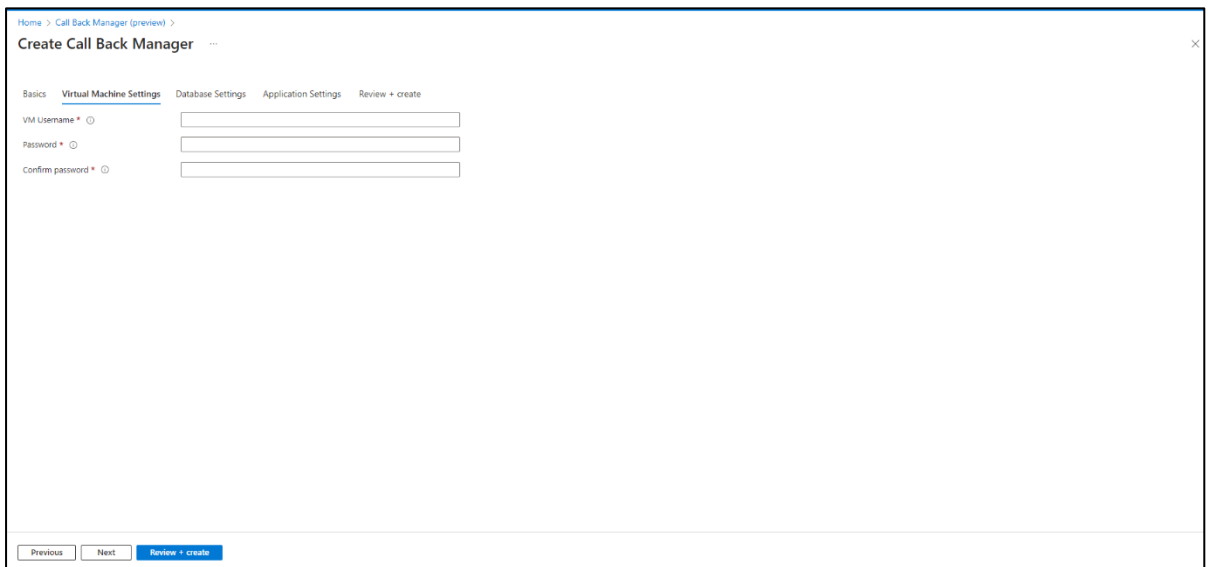 Home > Call Back Manager (preview) >
Create Call Back Manager ...
Basics Virtual Machine Settings Database Settings Application Settings Review + create
VM Username *
Password *
Confirm password *
Previous Next Review + create